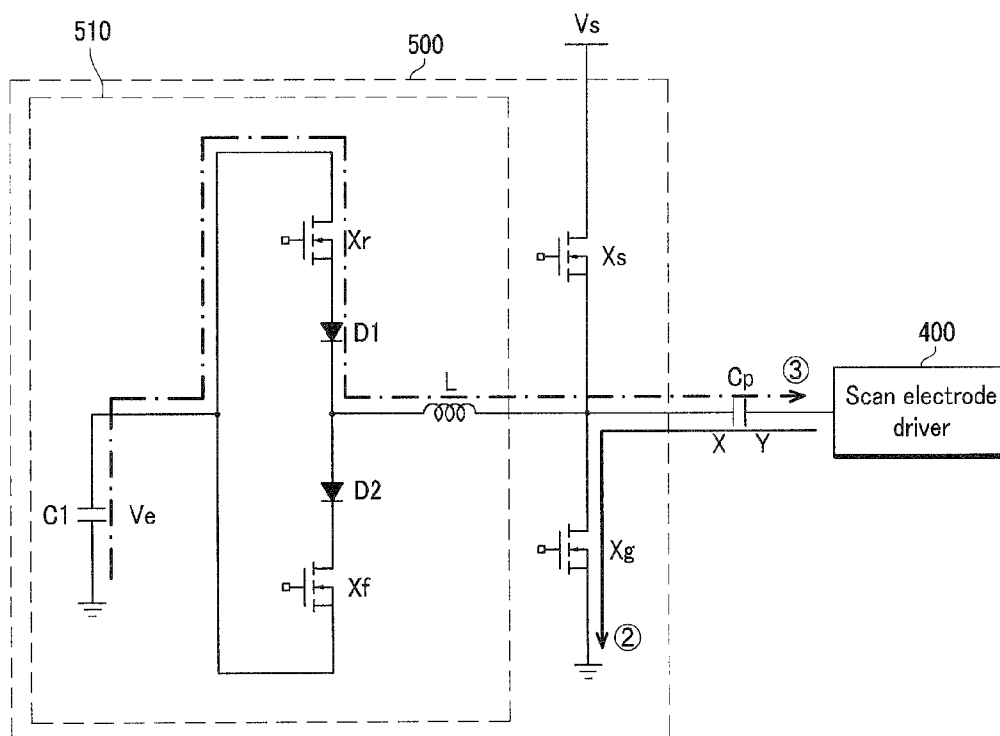 510
500
Vs
Xr
Xs
D1
400
L
Cp
③
Scan electrode
driver
X
Y
D2
C1
Ve
Xg
Xf
②